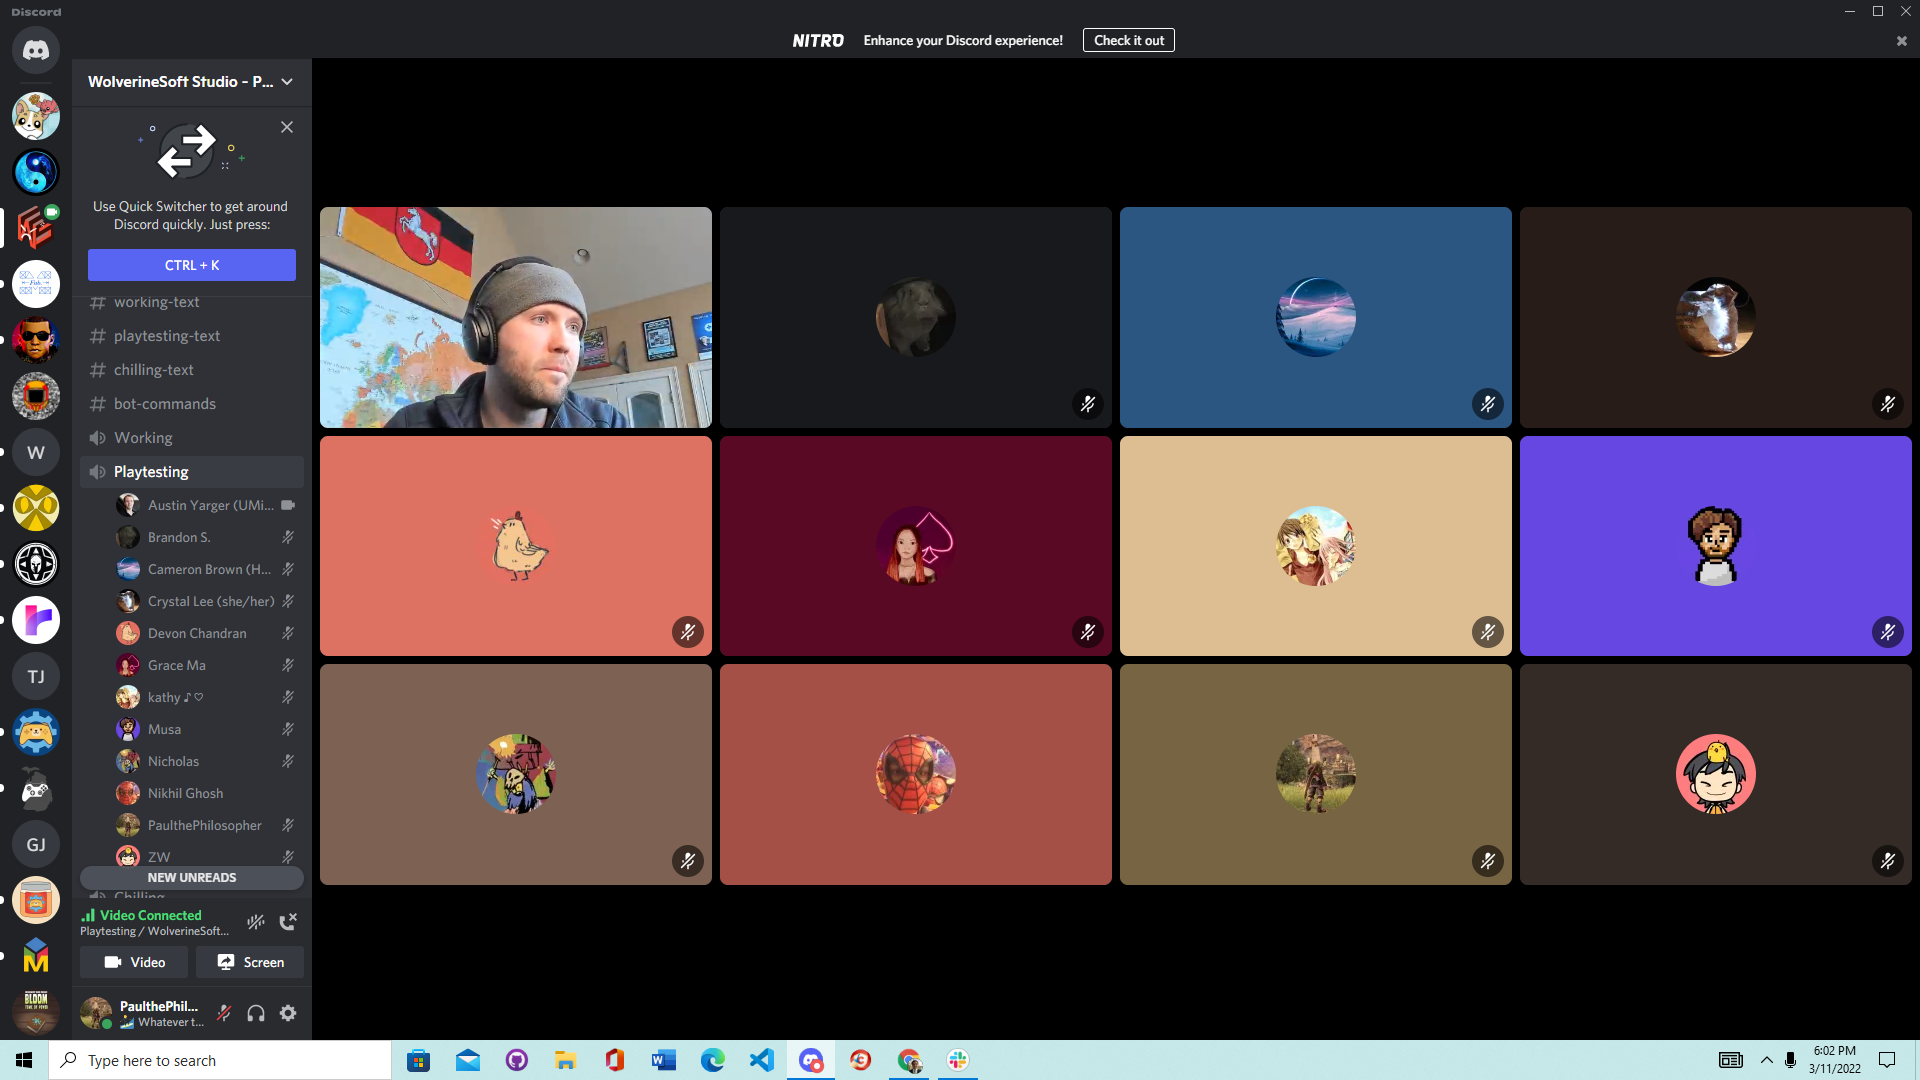 Discord
NITRO
Enhance your Discord experience!
Check it out
WolverineSoft Studio - P...
Use Quick Switcher to get around
Discord quickly. Just press:
CTRL + K
working-text
playtesting-text
chilling-text
bot-commands
Working
Playtesting
Austin Yarger (UMi...
Brandon S.
Cameron Brown (H...
Crystal Lee (she/her)
Devon Chandran
Grace Ma
kathy ♪ ♡
Musa
Nicholas
Nikhil Ghosh
PaulthePhilosopher
ZW
NEW UNREADS
Chilling
Video Connected
Playtesting / WolverineSoft...
Video
Screen
PaulthePhil...
Whatever t...
W
TJ
GJ
BLOOM
Type here to search
6:02 PM
3/11/2022